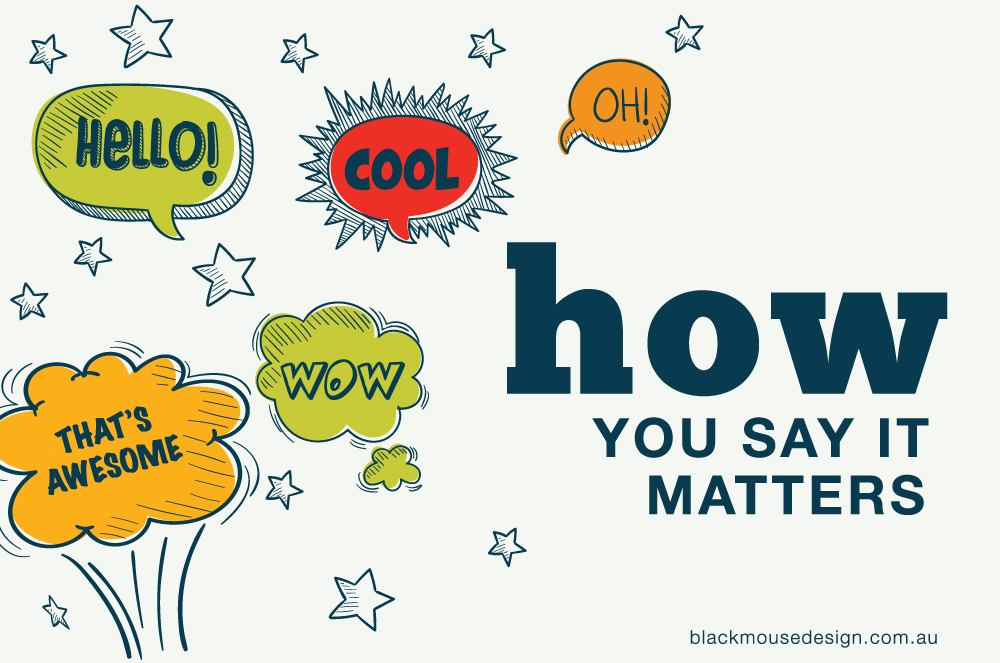 HELLO!
COOL
OH!
how
YOU SAY IT
MATTERS
WOW
THAT'S
AWESOME
blackmousedesign.com.au